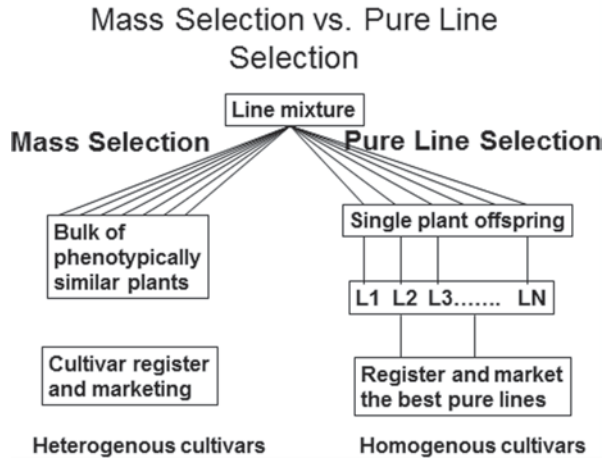 Mass Selection vs. Pure Line
Selection
Line mixture
Mass Selection
Pure Line Selection
Bulk of
phenotypically
similar plants
Single plant offspring
L1 L2 L3....... LN
Cultivar register
and marketing
Register and market
the best pure lines
Heterogenous cultivars
Homogenous cultivars